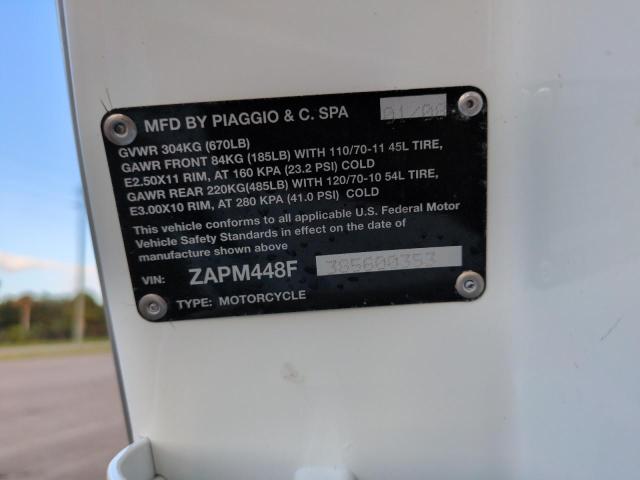 MFD BY PIAGGIO & C. SPA 01/08
GVWR 304KG (670LB)
GAWR FRONT 84KG (185LB) WITH 110/70-11 45L TIRE,
E2.50X11 RIM, AT 160 KPA (23.2 PSI) COLD
GAWR REAR 220KG(485LB) WITH 120/70-10 54L TIRE,
E3.00X10 RIM, AT 280 KPA (41.0 PSI) COLD
This vehicle conforms to all applicable U.S. Federal Motor
Vehicle Safety Standards in effect on the date of
manufacture shown above
VIN: ZAPM448F 385600353
TYPE: MOTORCYCLE